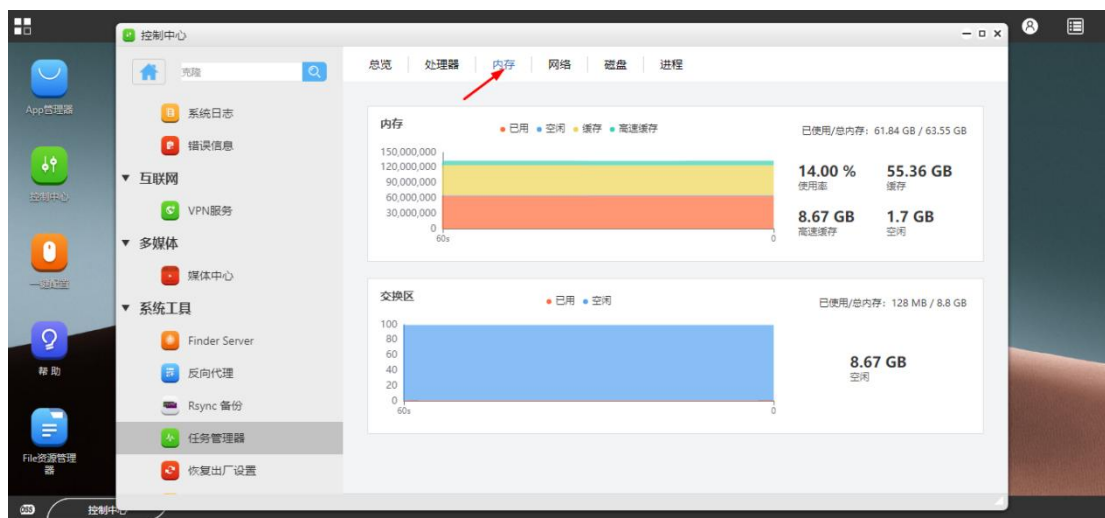 控制中心
克隆
总览 处理器 内存 网络 磁盘 进程
App管理器
控制中心
一键配置
帮助
File资源管理
器
系统日志
错误信息
互联网
VPN服务
多媒体
媒体中心
系统工具
Finder Server
反向代理
Rsync 备份
任务管理器
恢复出厂设置
内存
已用 空闲 缓存 高速缓存
已使用/总内存: 61.84 GB / 63.55 GB
150,000,000
120,000,000
90,000,000
60,000,000
30,000,000
0
60s 0
14.00 % 55.36 GB
使用率 缓存
8.67 GB 1.7 GB
高速缓存 空闲
交换区
已用 空闲
已使用/总内存: 128 MB / 8.8 GB
100
80
60
40
20
0
60s 0
8.67 GB
空闲
控制中心